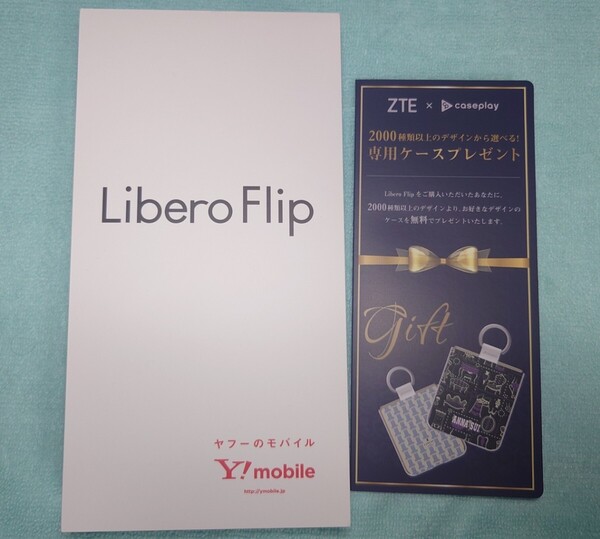 Libero Flip
ヤフーのモバイル
Y!mobile
http://ymobile.jp
ZTE × caseplay
2000種類以上のデザインから選べる!
専用ケースプレゼント
Libero Flip をご購入いただいたあなたに、
2000種類以上のデザインより、お好きなデザインの
ケースを無料でプレゼントいたします。
gift
ANNA SUI